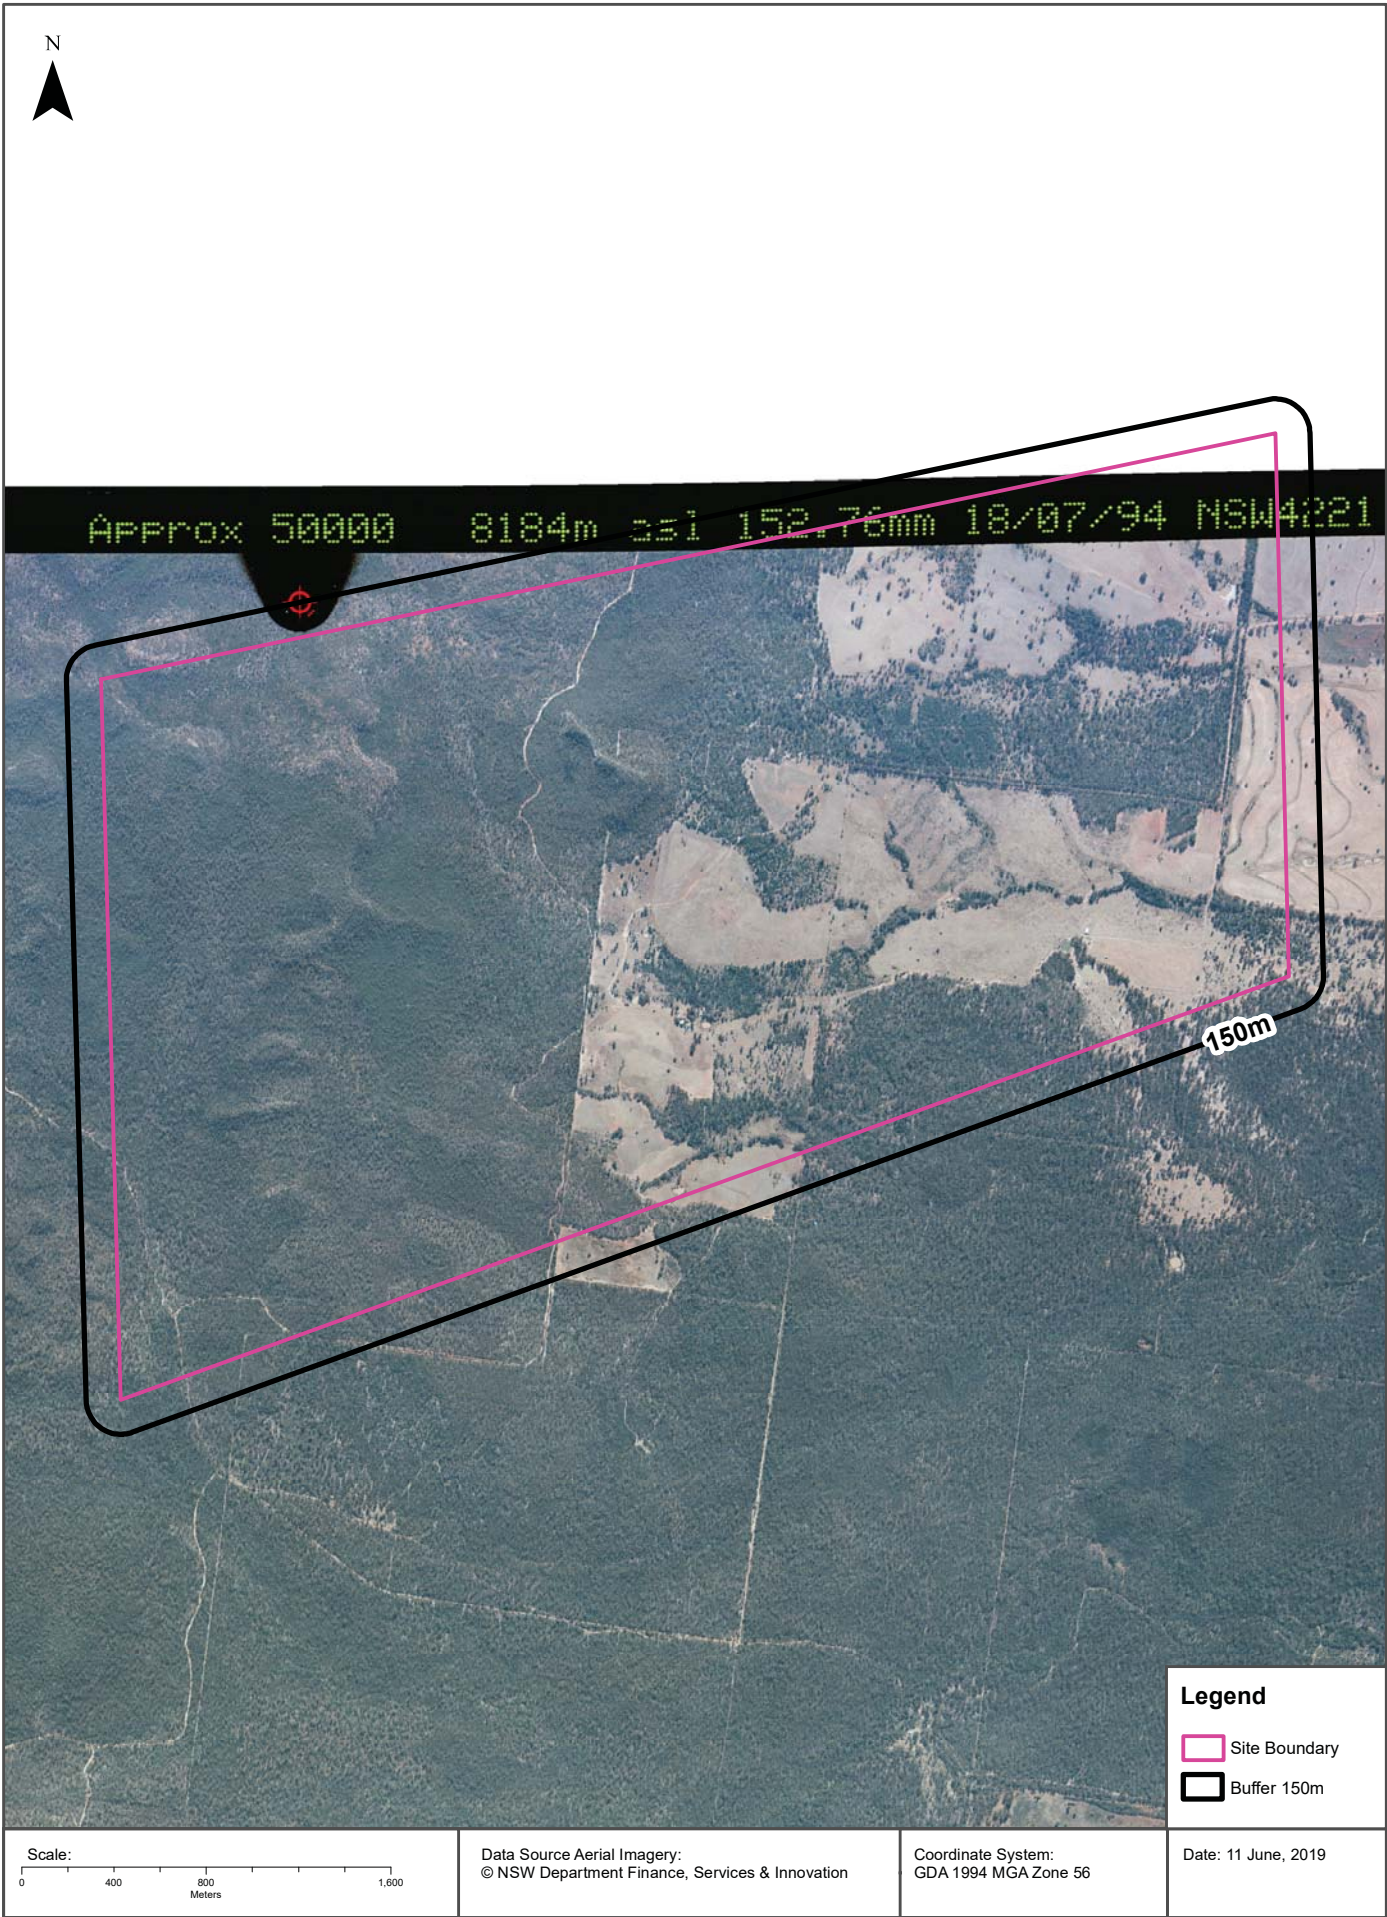 N
Approx 50000 8184m asl 152.76mm 18/07/94 NSW4221
150m
Legend
Site Boundary
Buffer 150m
Scale:
0 400 800 1,600
Meters
Data Source Aerial Imagery:
© NSW Department Finance, Services & Innovation
Coordinate System:
GDA 1994 MGA Zone 56
Date: 11 June, 2019